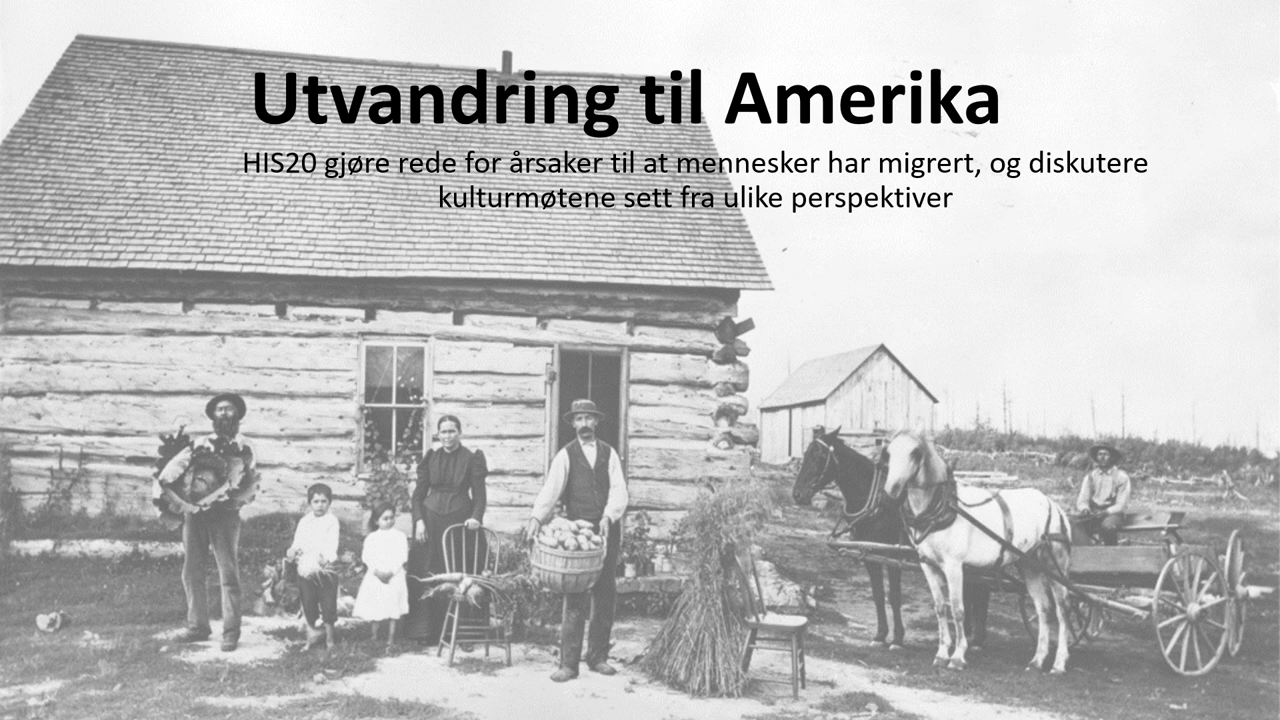 Utvandring til Amerika
HIS20 gjøre rede for årsaker til at mennesker har migrert, og diskutere
kulturmøtene sett fra ulike perspektiver